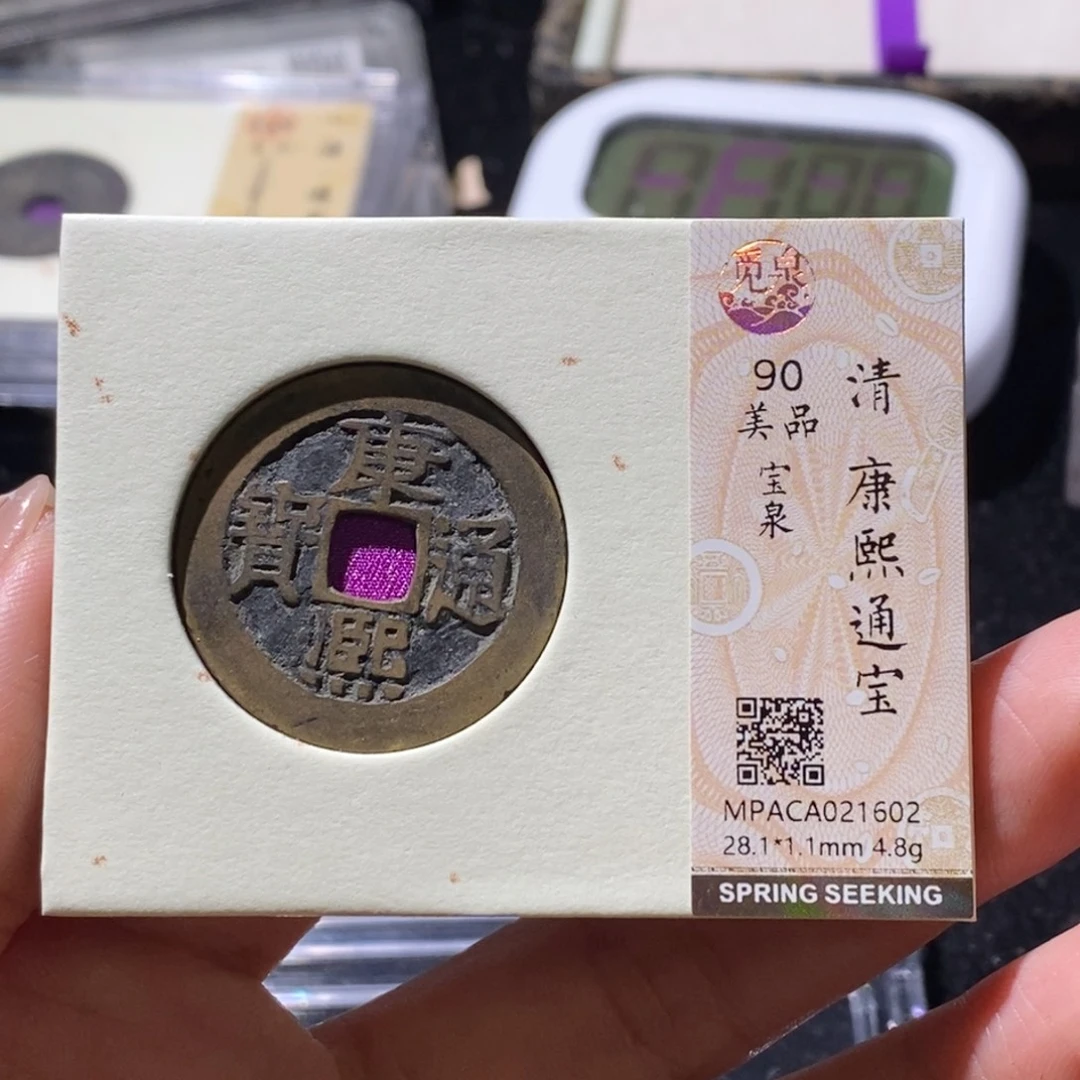 觅泉
90
美品
宝泉
清 康熙通宝
MPACA021602
28.1*1.1mm 4.8g
SPRING SEEKING
康熙通寶